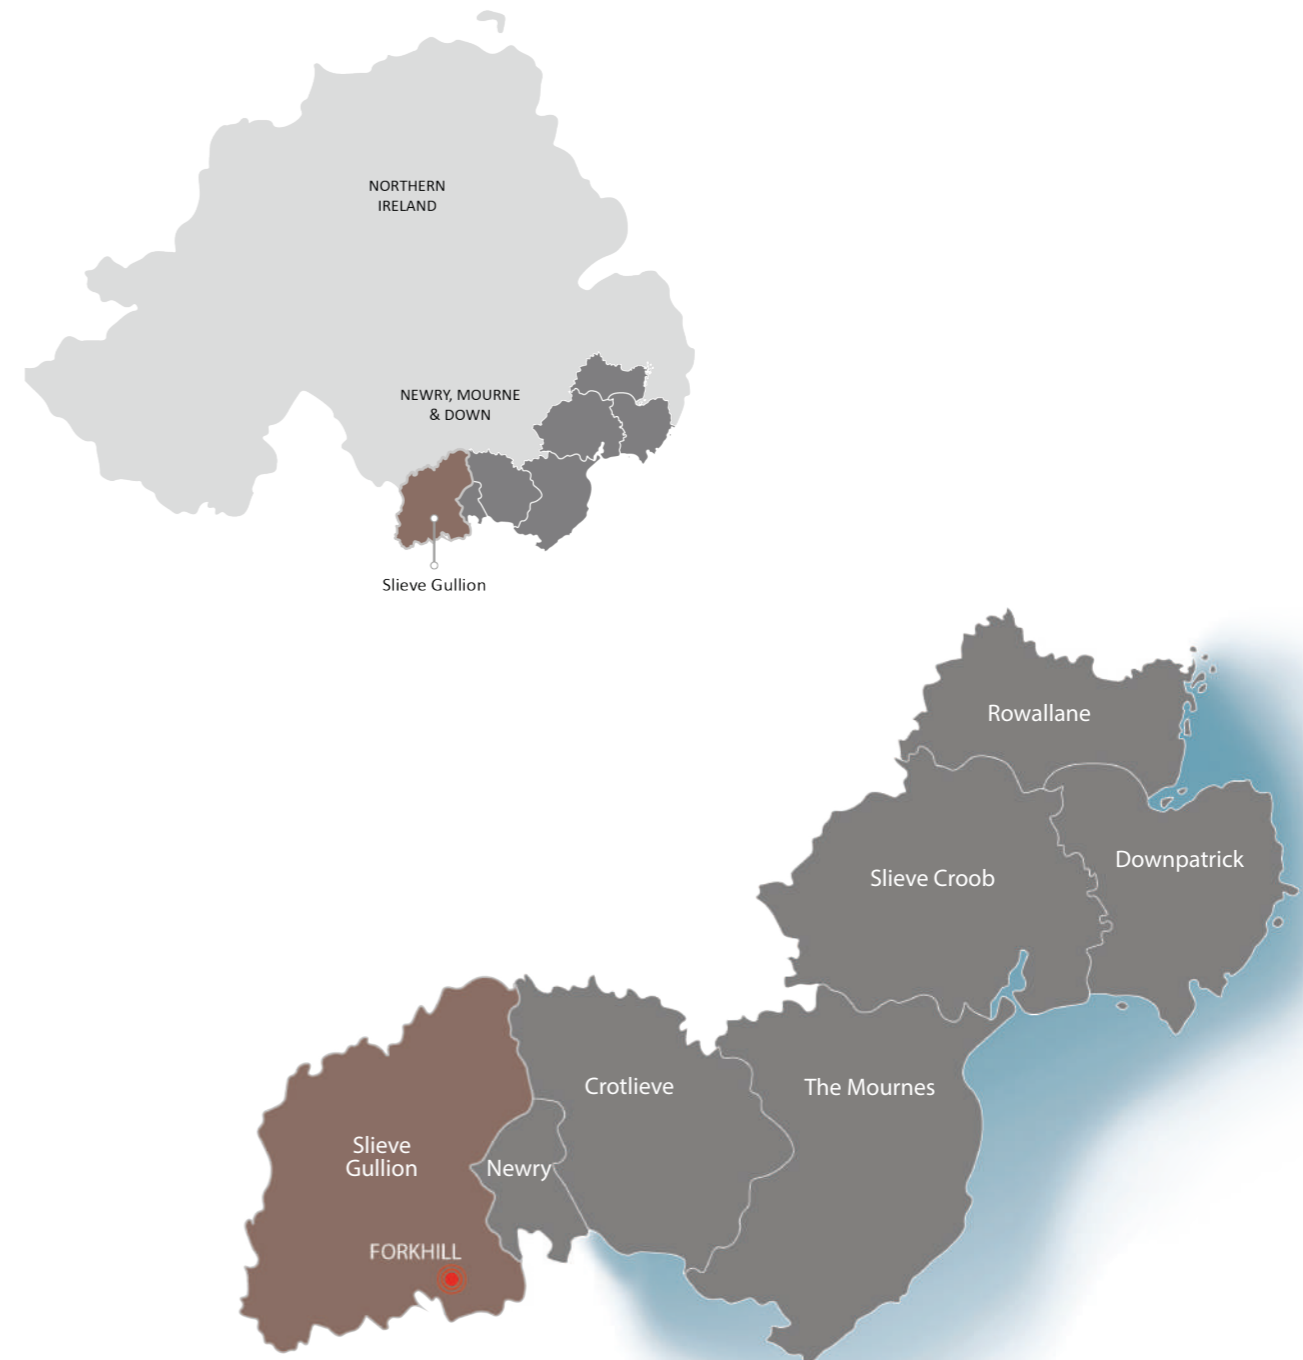 NORTHERN
IRELAND
NEWRY, MOURNE
& DOWN
Slieve Gullion
Rowallane
Downpatrick
Slieve Croob
Crotlieve
The Mournes
Slieve
Gullion
Newry
FORKHILL